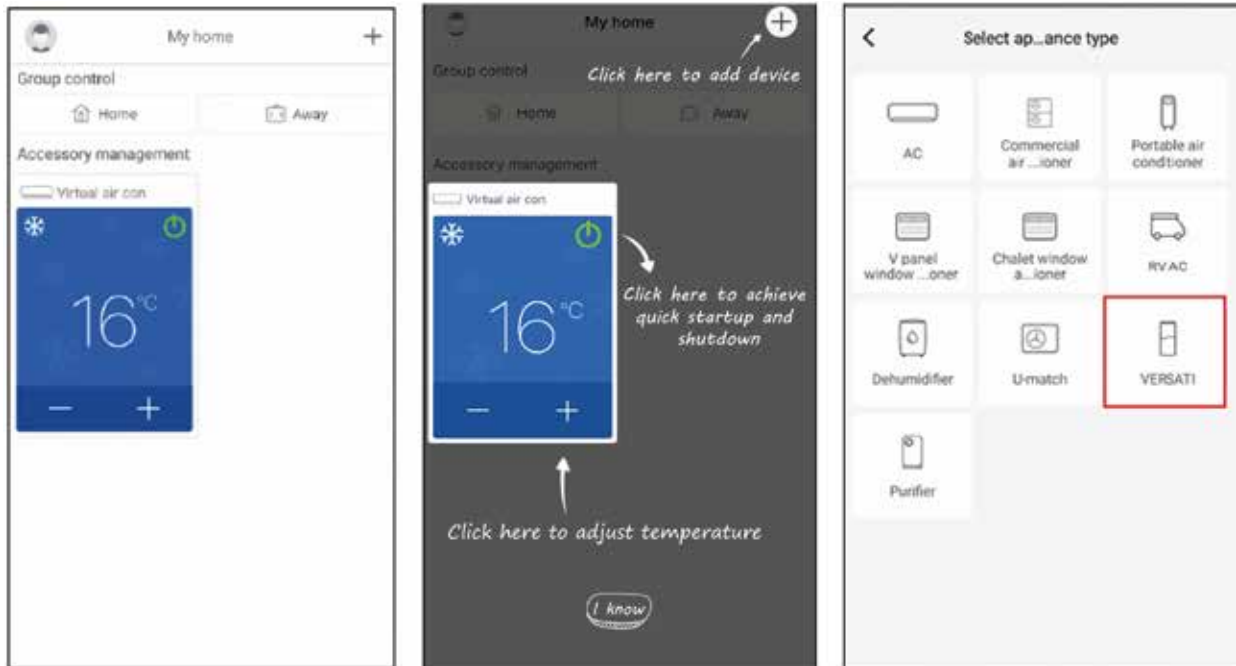 My home
+
Group control
Home
Away
Accessory management
Virtual air con
16°C
— +
My home
+
Click here to add device
Group control
Home
Away
Accessory management
Virtual air con
16°C
— +
Click here to achieve
quick startup and
shutdown
Click here to adjust temperature
I know
Select ap...ance type
AC
Commercial
air ...ioner
Portable air
conditioner
V panel
window ...oner
Chalet window
a...ioner
RV AC
Dehumidifier
U-match
VERSATI
Purifier